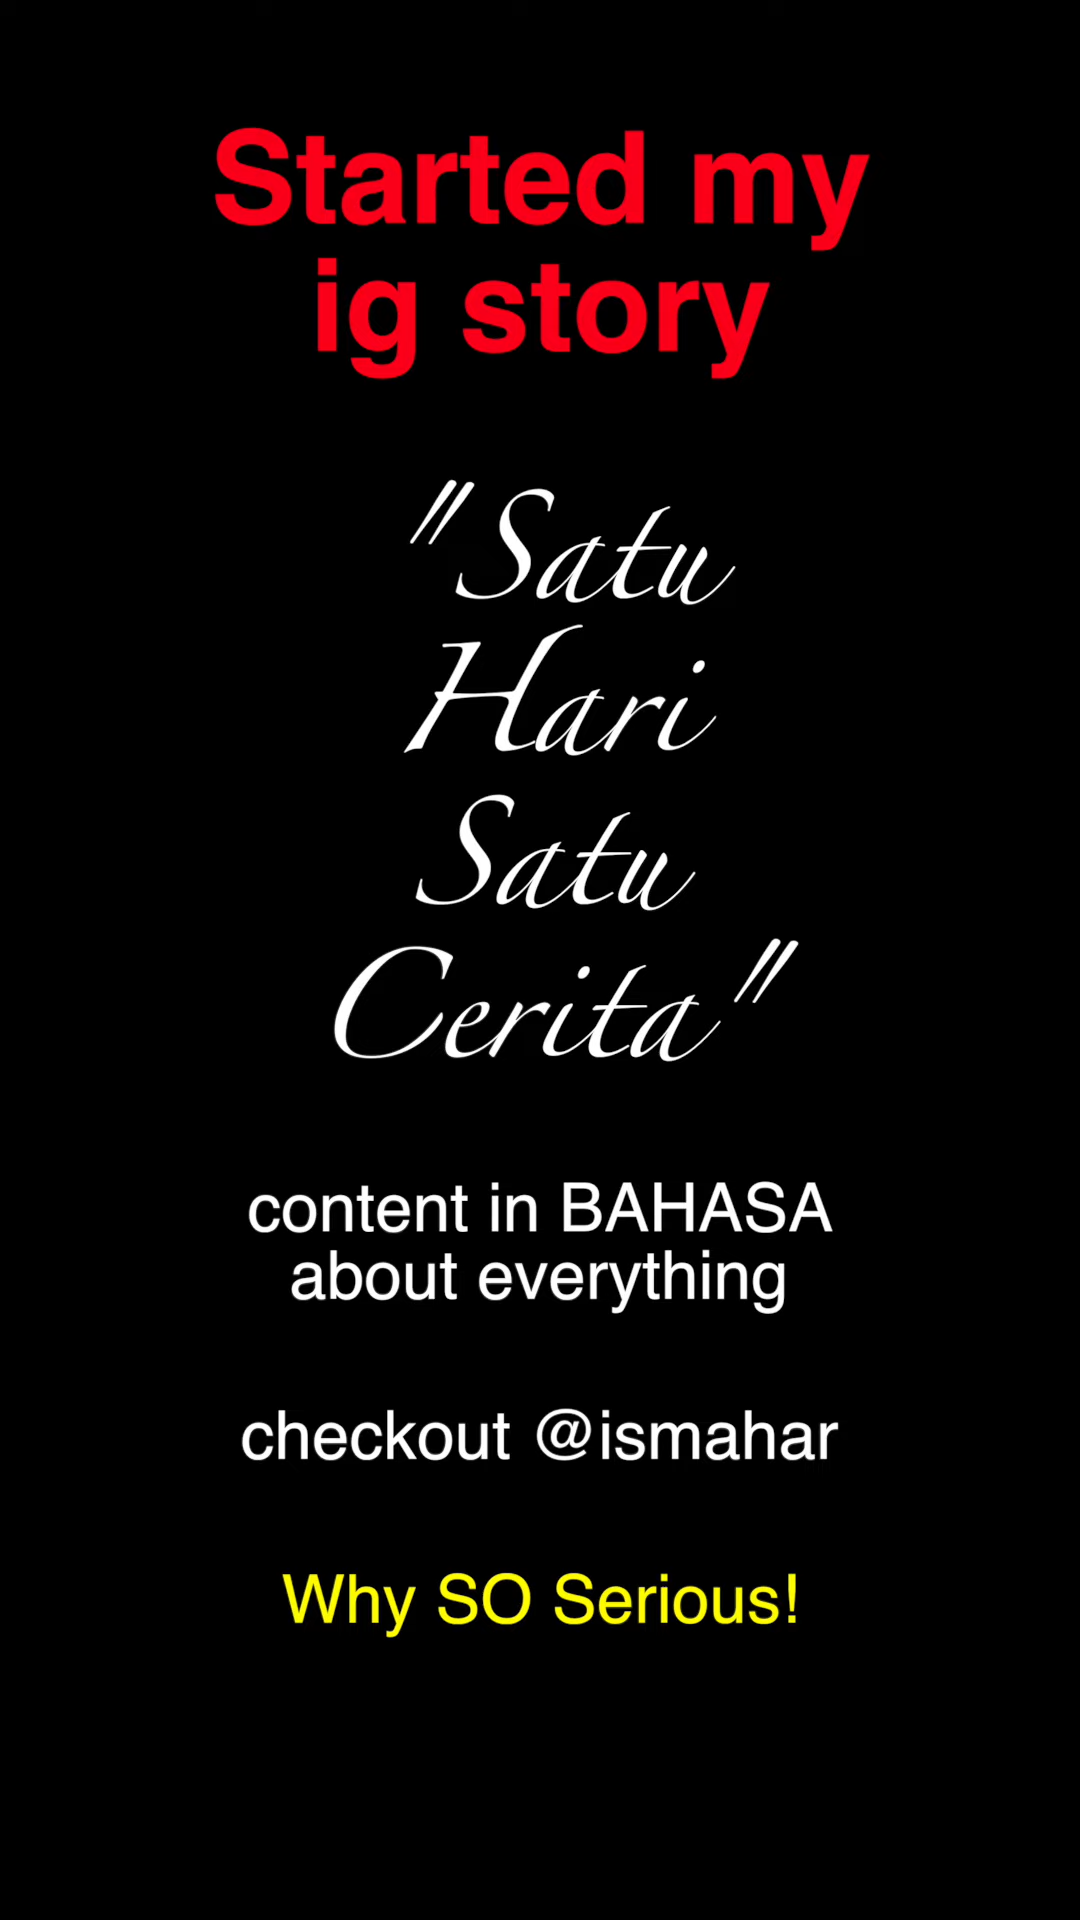 Started my
ig story
"Satu
Hari
Satu
Cerita"
content in BAHASA
about everything
checkout @ismahar
Why SO Serious!